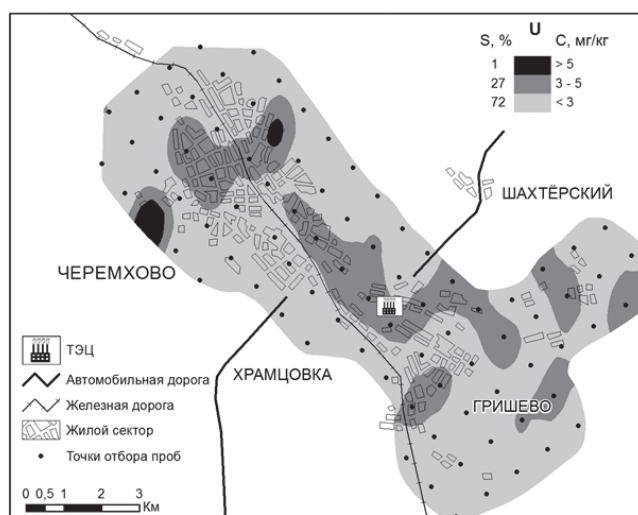 U
S, % C, мг/кг
1 > 5
27 3 - 5
72 < 3
ШАХТЁРСКИЙ
ЧЕРЕМХОВО
ХРАМЦОВКА
ГРИШЕВО
ТЭЦ
Автомобильная дорога
Железная дорога
Жилой сектор
Точки отбора проб
0 0,5 1 2 3
Км